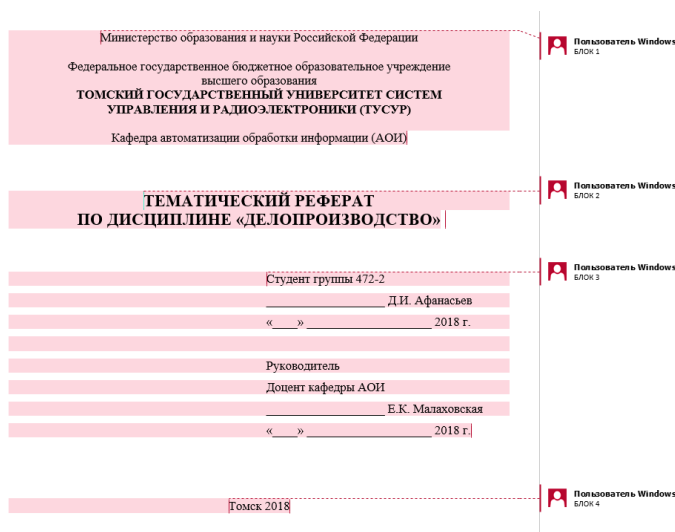 Министерство образования и науки Российской Федерации
Пользователь Windows
БЛОК 1
Федеральное государственное бюджетное образовательное учреждение
высшего образования
ТОМСКИЙ ГОСУДАРСТВЕННЫЙ УНИВЕРСИТЕТ СИСТЕМ
УПРАВЛЕНИЯ И РАДИОЭЛЕКТРОНИКИ (ТУСУР)
Кафедра автоматизации обработки информации (АОИ)
Пользователь Windows
БЛОК 2
ТЕМАТИЧЕСКИЙ РЕФЕРАТ
ПО ДИСЦИПЛИНЕ «ДЕЛОПРОИЗВОДСТВО»
Пользователь Windows
БЛОК 3
Студент группы 472-2
___________________ Д.И. Афанасьев
«____» ____________________ 2018 г.
Руководитель
Доцент кафедры АОИ
___________________ Е.К. Малаховская
«____» ____________________ 2018 г.
Пользователь Windows
БЛОК 4
Томск 2018